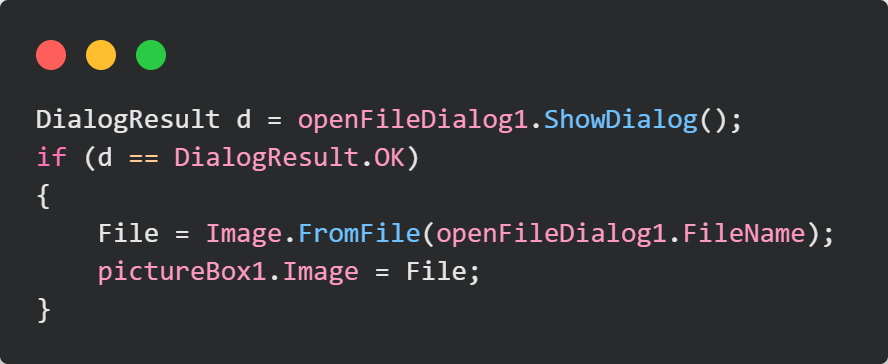 DialogResult d = openFileDialog1.ShowDialog();
if (d == DialogResult.OK)
{
    File = Image.FromFile(openFileDialog1.FileName);
    pictureBox1.Image = File;
}